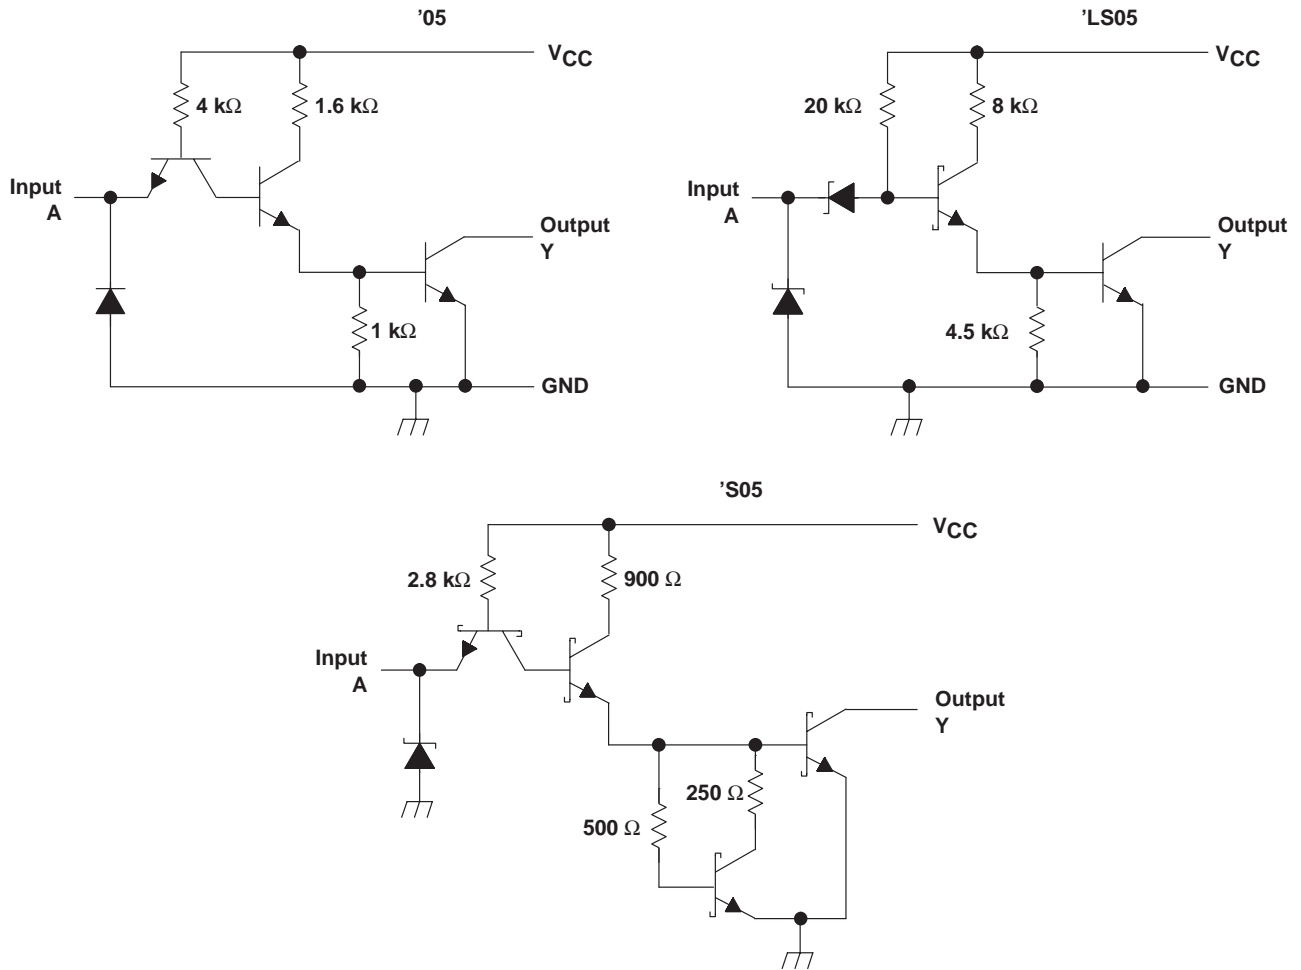 ’05
VCC
4 kΩ
1.6 kΩ
Input
A
Output
Y
1 kΩ
GND
’LS05
VCC
20 kΩ
8 kΩ
Input
A
Output
Y
4.5 kΩ
GND
’S05
VCC
2.8 kΩ
900 Ω
Input
A
Output
Y
250 Ω
500 Ω